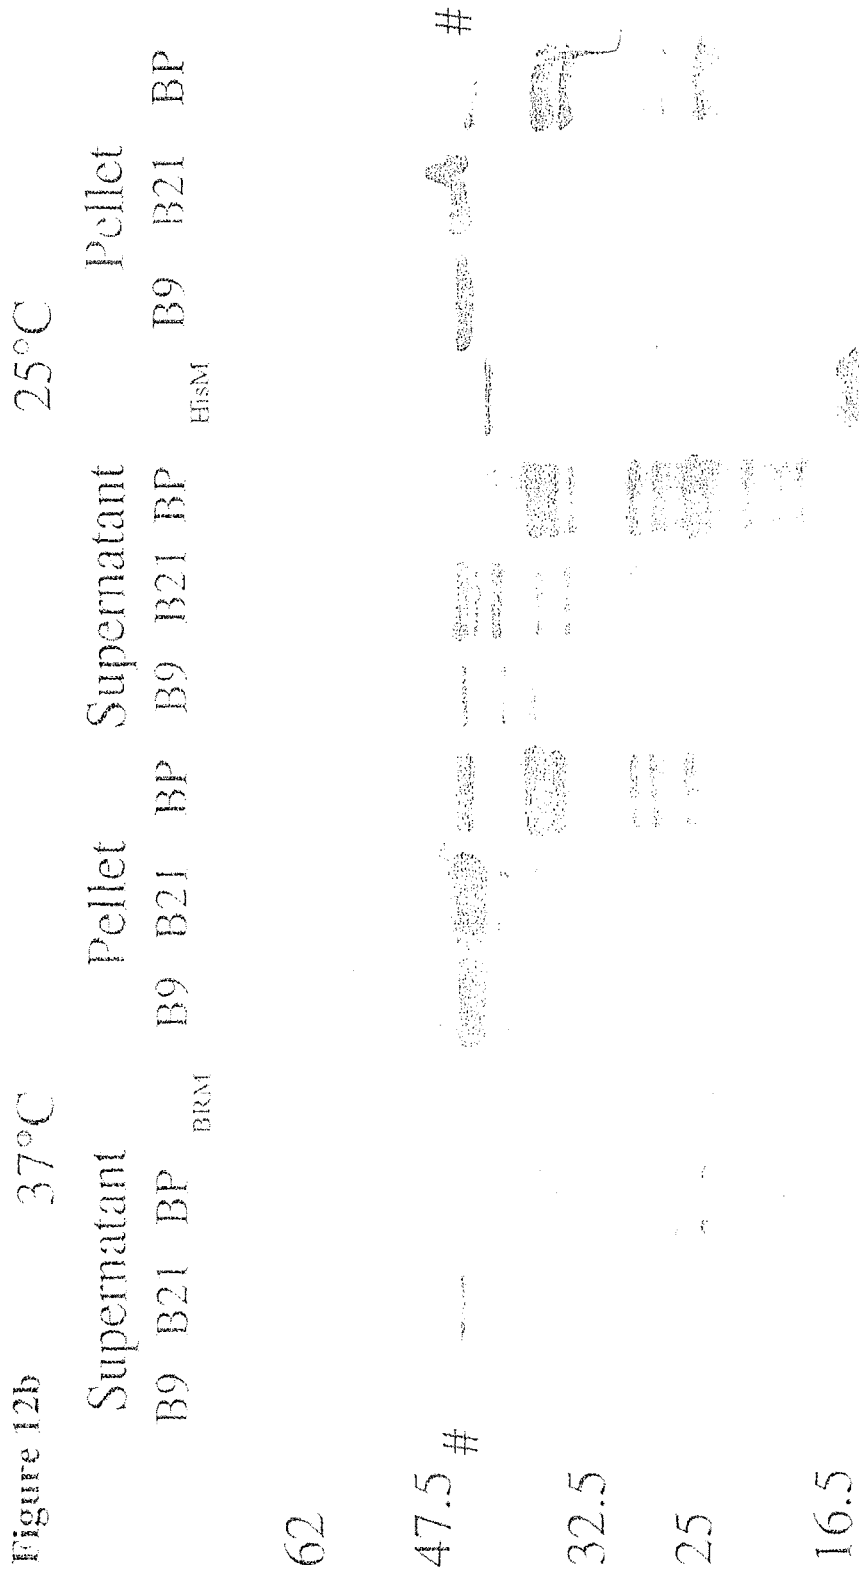 Figure 12b 37°C 25°C
Supernatant Pellet Supernatant Pellet
B9 B21 BP B9 B21 BP B9 B21 BP B9 B21 BP
BRM HisM
62
47.5
# #
32.5
25
16.5